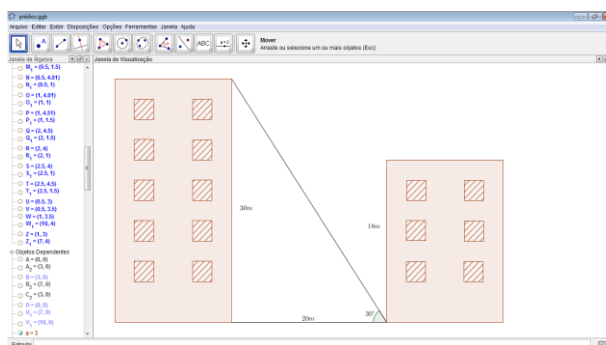 prédios.ggb
Arquivo Editar Exibir Disposições Opções Ferramentas Janela Ajuda
ABC
a=2
Mover
Arraste ou selecione um ou mais objetos (Esc)
Janela de Álgebra
Janela de Visualização
M₁ = (0.5, 1.5)
N = (0.5, 4.01)
N₁ = (0.5, 1)
O = (1, 4.01)
O₁ = (1, 1)
P = (1, 4.51)
P₁ = (1, 1.5)
Q = (2, 4.5)
Q₁ = (2, 1.5)
R = (2, 4)
R₁ = (2, 1)
S = (2.5, 4)
S₁ = (2.5, 1)
T = (2.5, 4.5)
T₁ = (2.5, 1.5)
U = (0.5, 3)
V = (0.5, 3.5)
W = (1, 3.5)
W₁ = (10, 4)
Z = (1, 3)
Z₁ = (7, 4)
Objetos Dependentes
A = (0, 0)
A₂ = (3, 0)
B = (3, 0)
B₂ = (7, 0)
C₂ = (3, 0)
D = (0, 6)
V₁ = (10, 0)
a = 3
30m
18m
20m
30°
Entrada: